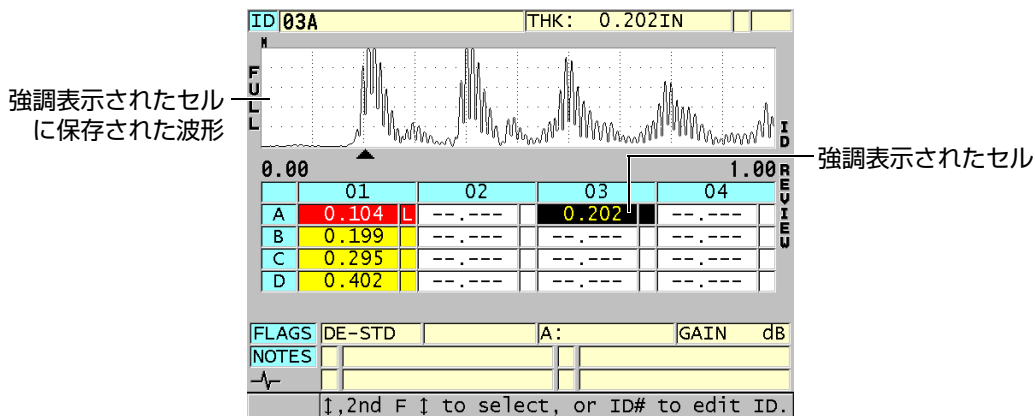 ID 03A THK: 0.202IN
M
FULL
強調表示されたセル
に保存された波形
ID REVIEW
強調表示されたセル
0.00 1.00
01 02 03 04
A 0.104 L --.--- 0.202 --.---
B 0.199 --.--- --.--- --.---
C 0.295 --.--- --.--- --.---
D 0.402 --.--- --.--- --.---
FLAGS DE-STD A: GAIN dB
NOTES
↕,2nd F ↕ to select, or ID# to edit ID.